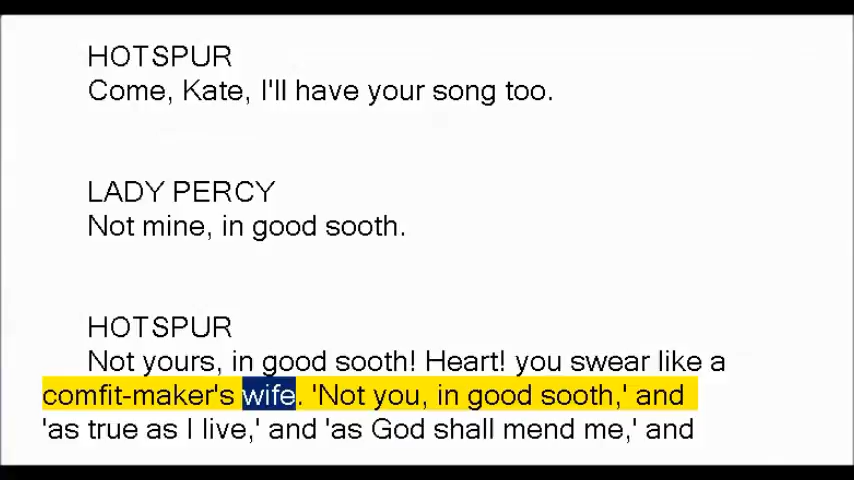 HOTSPUR
Come, Kate, I'll have your song too.
LADY PERCY
Not mine, in good sooth.
HOTSPUR
Not yours, in good sooth! Heart! you swear like a
comfit-maker's wife. 'Not you, in good sooth,' and
'as true as I live,' and 'as God shall mend me,' and